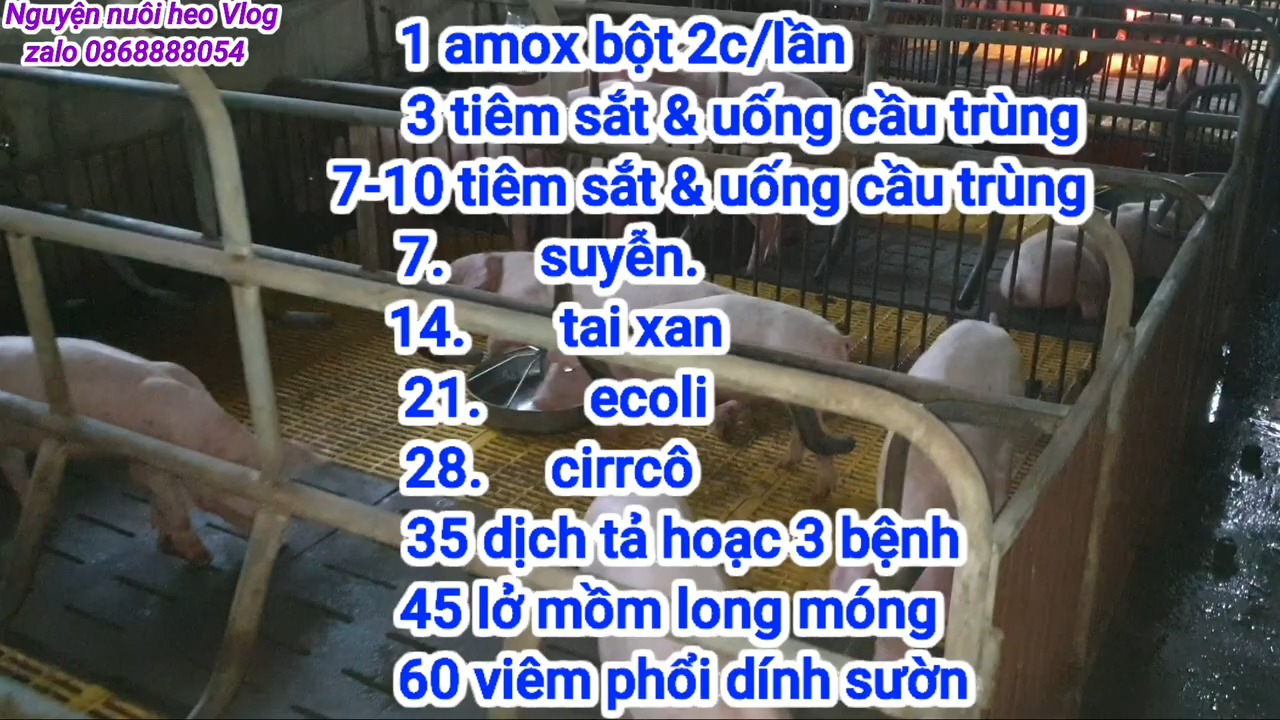 Nguyện nuôi heo Vlog
zalo 0868888054
1 amox bột 2c/lần
3 tiêm sắt & uống cầu trùng
7-10 tiêm sắt & uống cầu trùng
7. suyễn.
14. tai xan
21. ecoli
28. cirrcô
35 dịch tả hoạc 3 bệnh
45 lở mồm long móng
60 viêm phổi dính sườn